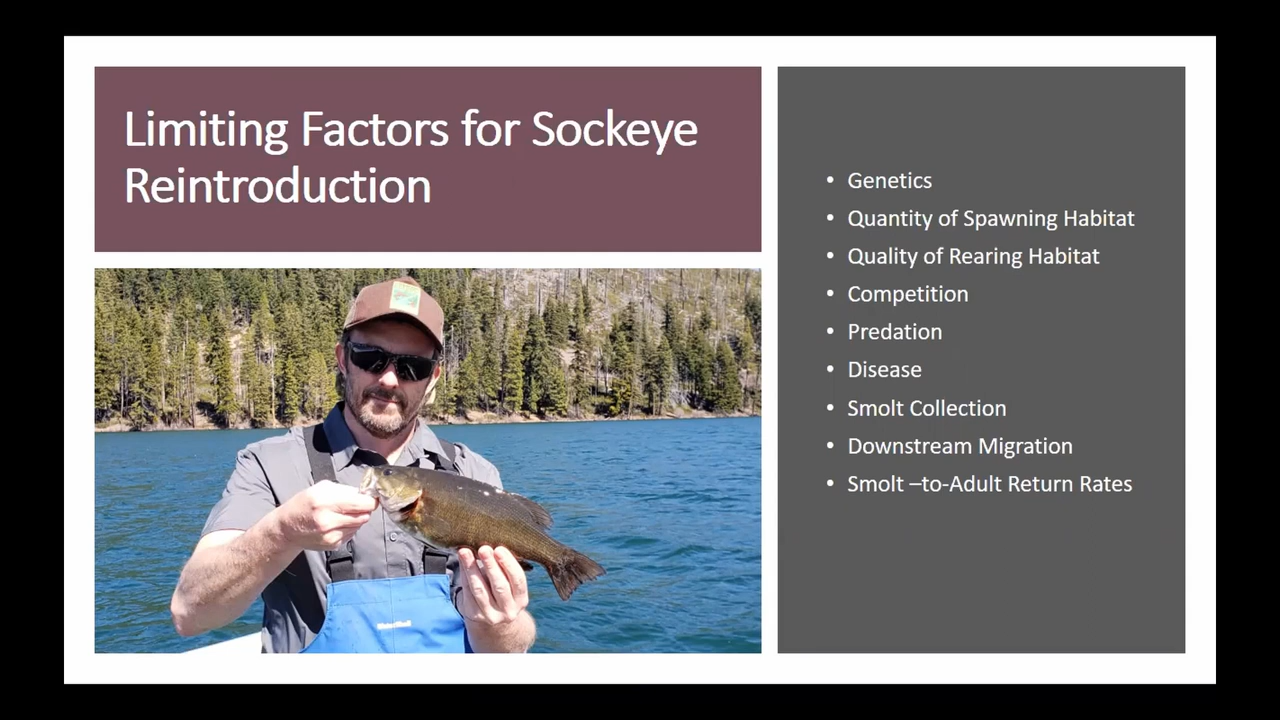 Limiting Factors for Sockeye
Reintroduction
• Genetics
• Quantity of Spawning Habitat
• Quality of Rearing Habitat
• Competition
• Predation
• Disease
• Smolt Collection
• Downstream Migration
• Smolt –to-Adult Return Rates